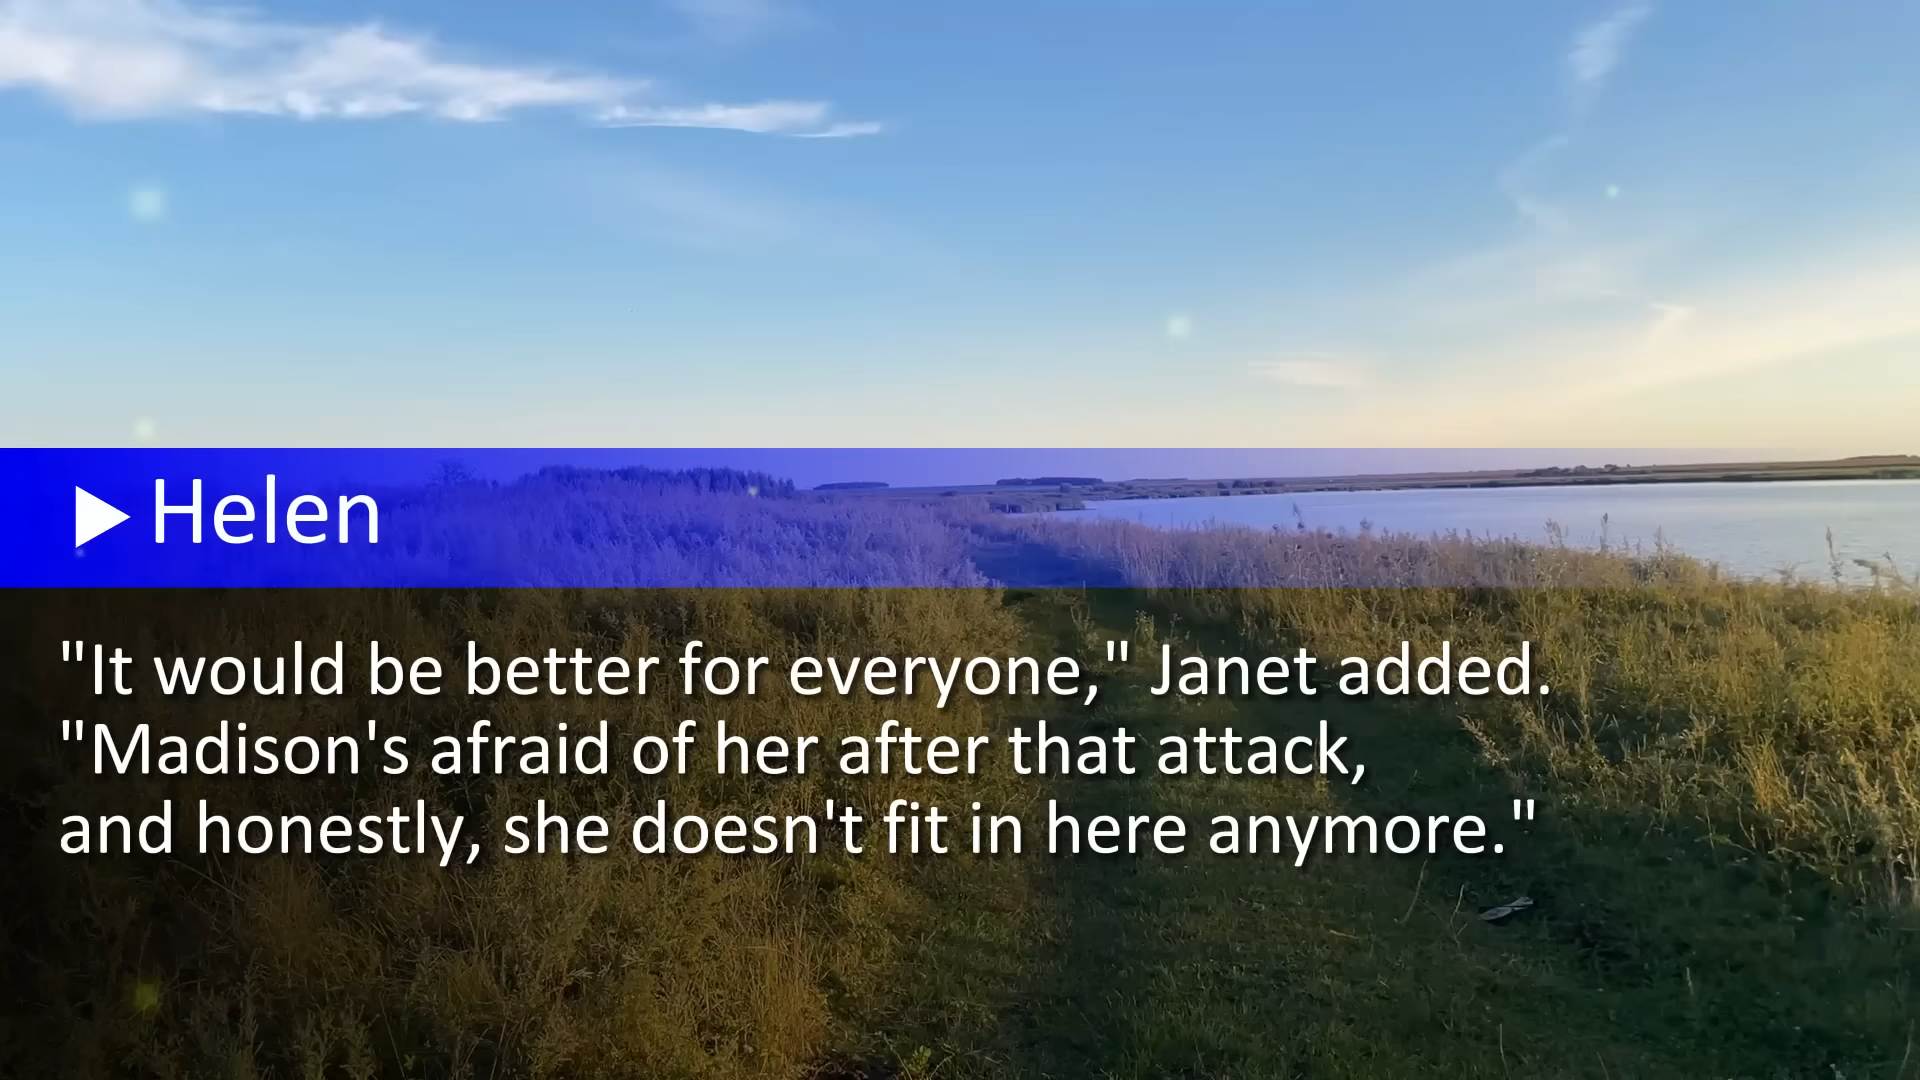 Helen
"It would be better for everyone," Janet added.
"Madison's afraid of her after that attack,
and honestly, she doesn't fit in here anymore."